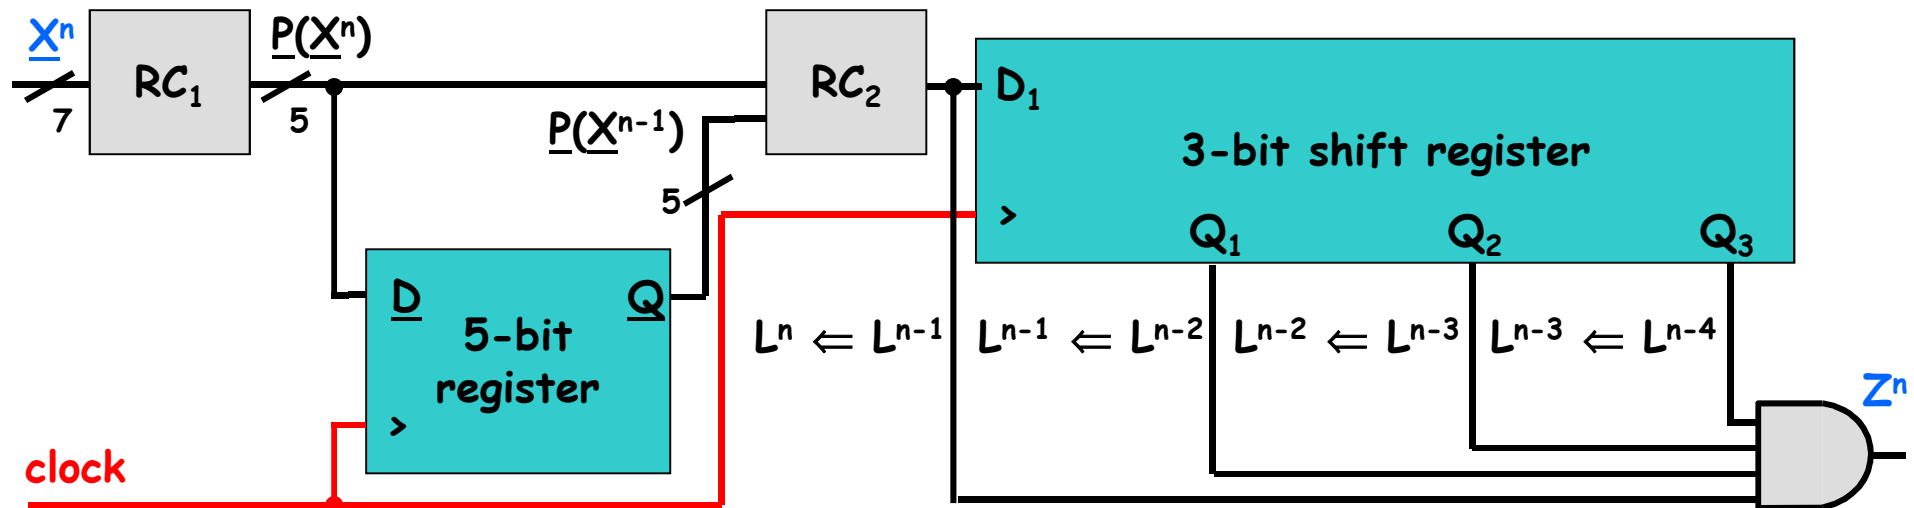 Xⁿ
RC₁
P(Xⁿ)
RC₂
D₁
7
5
P(Xⁿ⁻¹)
3-bit shift register
5
>
Q₁
Q₂
Q₃
D
Q
5-bit
register
Lⁿ ⇐ Lⁿ⁻¹
Lⁿ⁻¹ ⇐ Lⁿ⁻²
Lⁿ⁻² ⇐ Lⁿ⁻³
Lⁿ⁻³ ⇐ Lⁿ⁻⁴
>
Zⁿ
clock